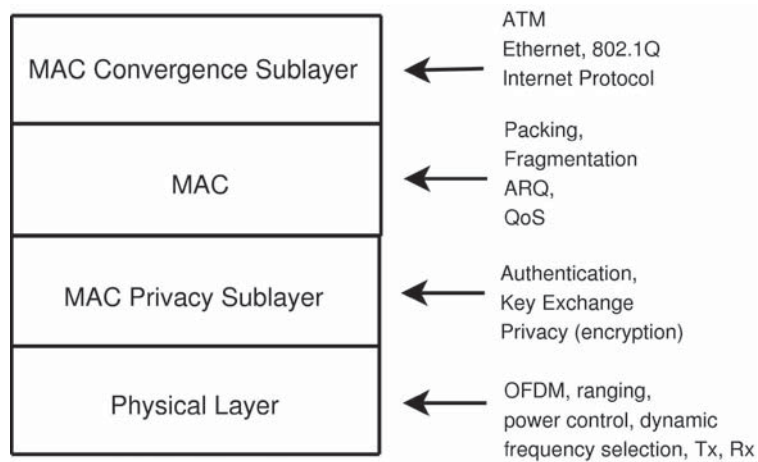 MAC Convergence Sublayer
ATM
Ethernet, 802.1Q
Internet Protocol
MAC
Packing,
Fragmentation
ARQ,
QoS
MAC Privacy Sublayer
Authentication,
Key Exchange
Privacy (encryption)
Physical Layer
OFDM, ranging,
power control, dynamic
frequency selection, Tx, Rx